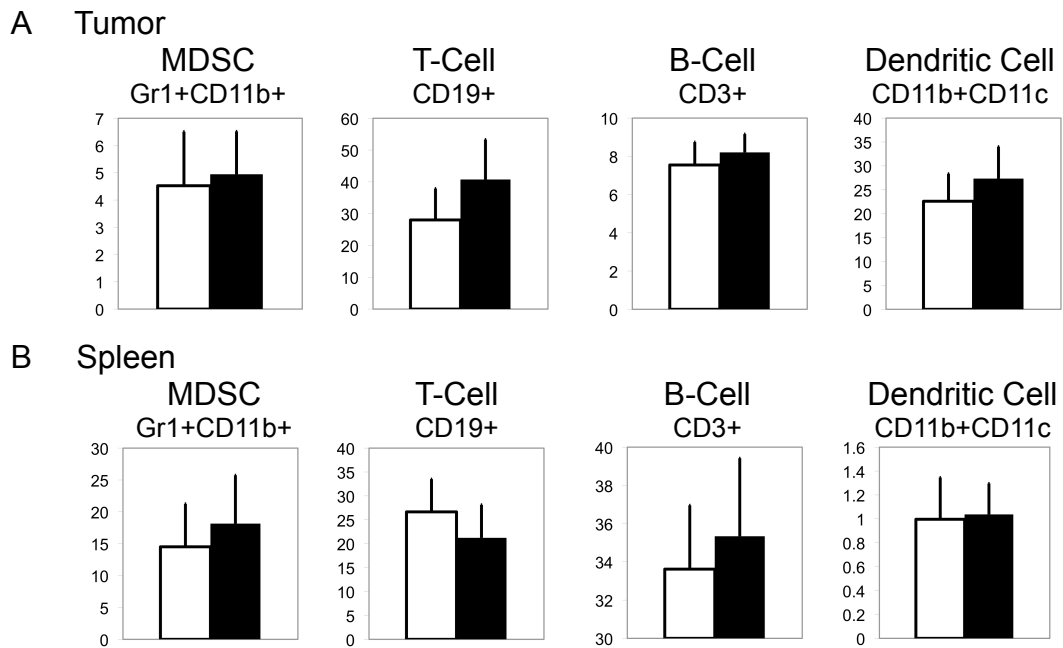 A Tumor
MDSC T-Cell B-Cell Dendritic Cell
Gr1+CD11b+ CD19+ CD3+ CD11b+CD11c
7 60 10 40
6 50 8 35
5 40 6 30
4 30 4 25
3 20 2 20
2 10 0 15
1 0 10
0 5
0
B Spleen
MDSC T-Cell B-Cell Dendritic Cell
Gr1+CD11b+ CD19+ CD3+ CD11b+CD11c
30 40 40 1.6
25 35 38 1.4
20 30 36 1.2
15 25 34 1
10 20 32 0.8
5 15 30 0.6
0 10 0.4
5 0.2
0 0